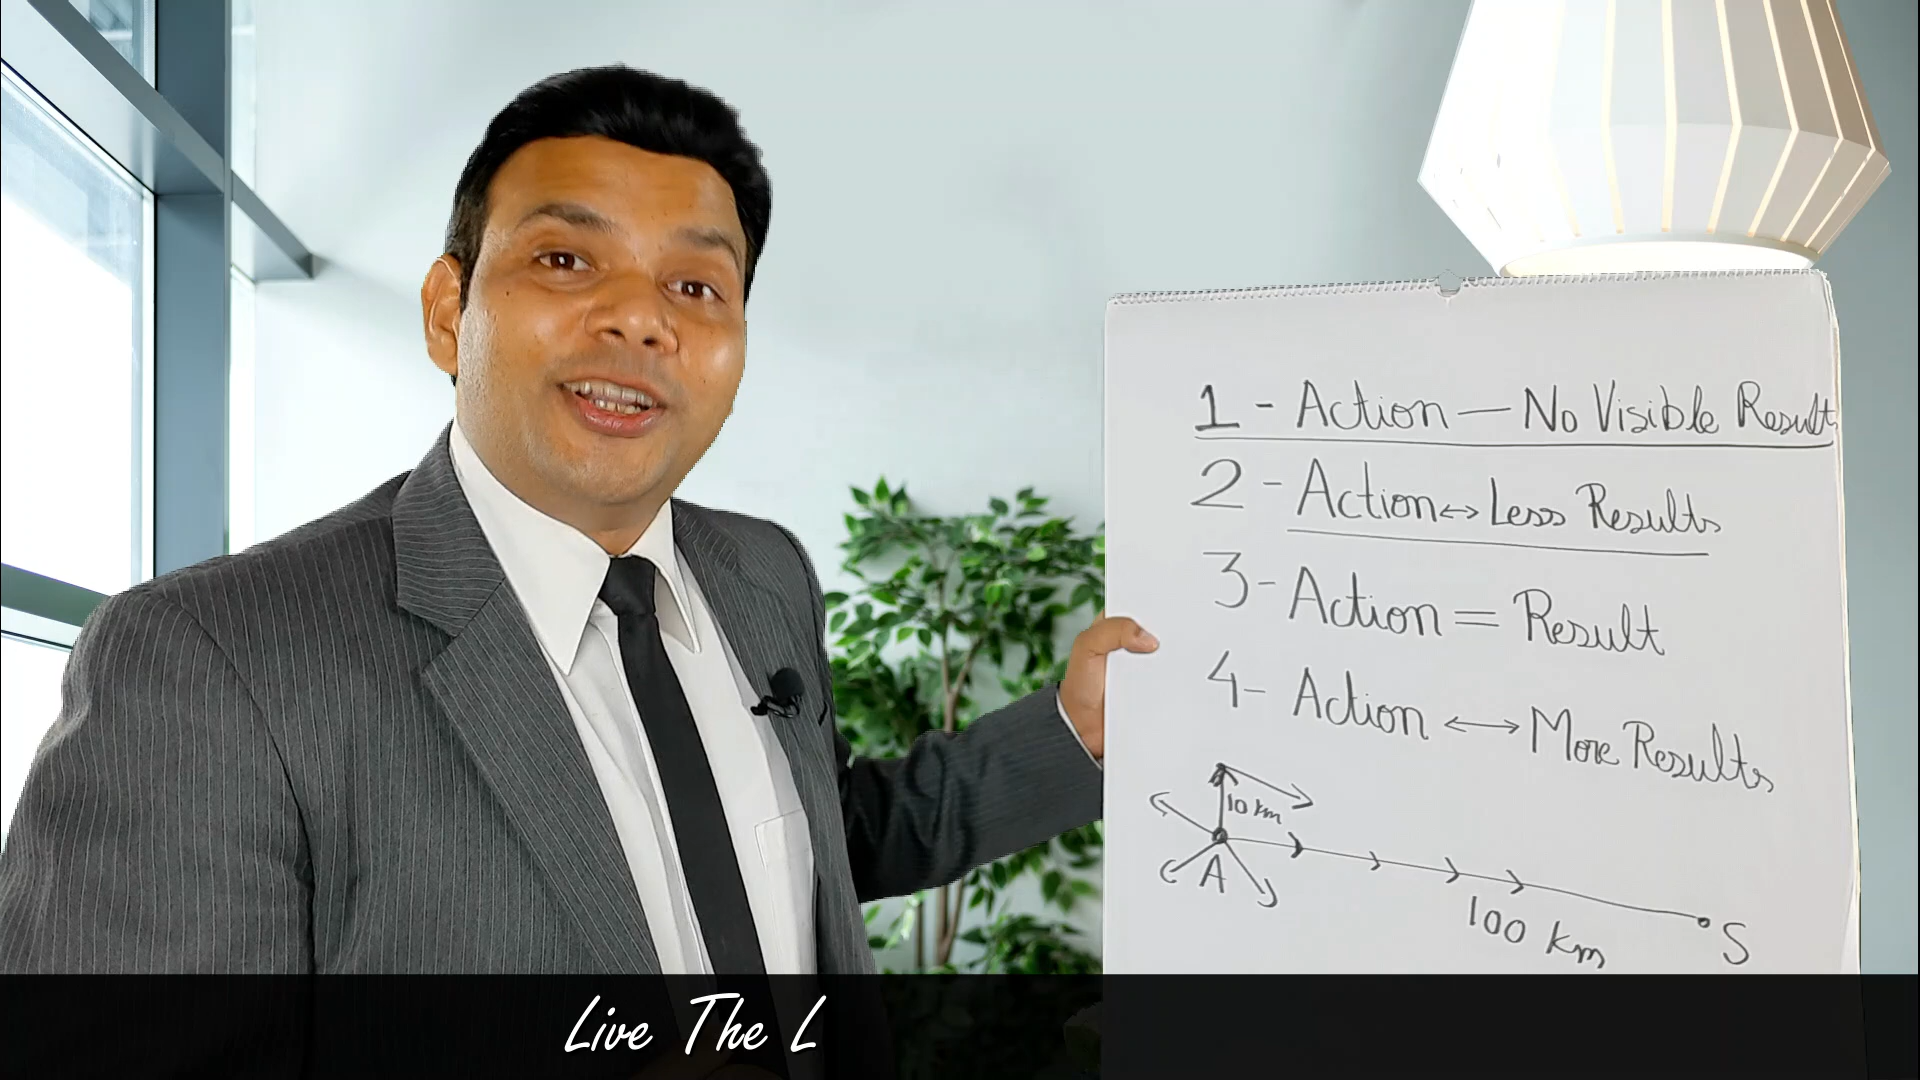 1 - Action — No Visible Result
2 - Action ↔ Less Results
3 - Action = Result
4 - Action ↔ More Results
10 km
A
100 km
S
Live The L